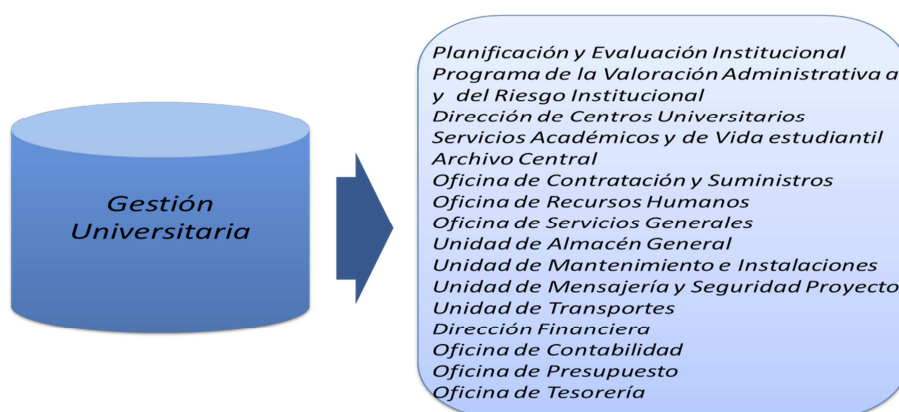 Gestión
Universitaria
Planificación y Evaluación Institucional
Programa de la Valoración Administrativa a
y del Riesgo Institucional
Dirección de Centros Universitarios
Servicios Académicos y de Vida estudiantil
Archivo Central
Oficina de Contratación y Suministros
Oficina de Recursos Humanos
Oficina de Servicios Generales
Unidad de Almacén General
Unidad de Mantenimiento e Instalaciones
Unidad de Mensajería y Seguridad Proyecto
Unidad de Transportes
Dirección Financiera
Oficina de Contabilidad
Oficina de Presupuesto
Oficina de Tesorería